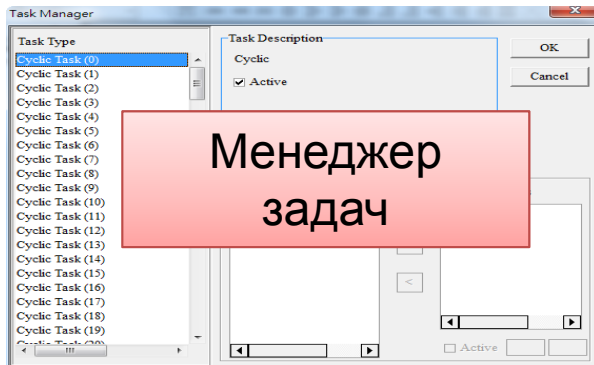 Task Manager
Task Type
Cyclic Task (0)
Cyclic Task (1)
Cyclic Task (2)
Cyclic Task (3)
Cyclic Task (4)
Cyclic Task (5)
Cyclic Task (6)
Cyclic Task (7)
Cyclic Task (8)
Cyclic Task (9)
Cyclic Task (10)
Cyclic Task (11)
Cyclic Task (12)
Cyclic Task (13)
Cyclic Task (14)
Cyclic Task (15)
Cyclic Task (16)
Cyclic Task (17)
Cyclic Task (18)
Cyclic Task (19)
Cyclic Task (20)
Task Description
Cyclic
Active
OK
Cancel
Менеджер
задач
<
Active